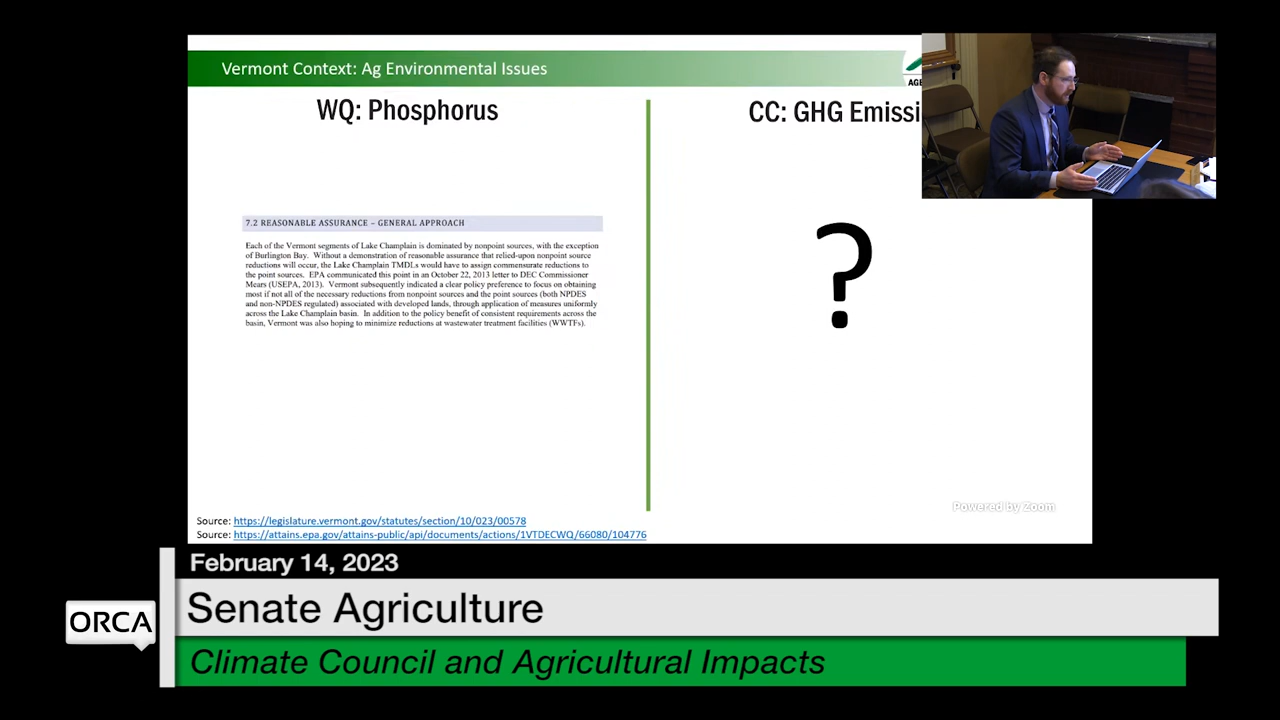 Vermont Context: Ag Environmental Issues
AGE
WQ: Phosphorus
CC: GHG Emissi
7.2 REASONABLE ASSURANCE – GENERAL APPROACH
Each of the Vermont segments of Lake Champlain is dominated by nonpoint sources, with the exception
of Burlington Bay. Without a demonstration of reasonable assurance that relied-upon nonpoint source
reductions will occur, the Lake Champlain TMDLs would have to assign commensurate reductions to
the point sources. EPA communicated this point in an October 22, 2013 letter to DEC Commissioner
Mears (USEPA, 2013). Vermont subsequently indicated a clear policy preference to focus on obtaining
most if not all of the necessary reductions from nonpoint sources and the point sources (both NPDES
and non-NPDES regulated) associated with developed lands, through application of measures uniformly
across the Lake Champlain basin. In addition to the policy benefit of consistent requirements across the
basin, Vermont was also hoping to minimize reductions at wastewater treatment facilities (WWTFs).
?
Powered by Zoom
Source: https://legislature.vermont.gov/statutes/section/10/023/00578
Source: https://attains.epa.gov/attains-public/api/documents/actions/1VTDECWQ/66080/104776
February 14, 2023
ORCA
Senate Agriculture
Climate Council and Agricultural Impacts